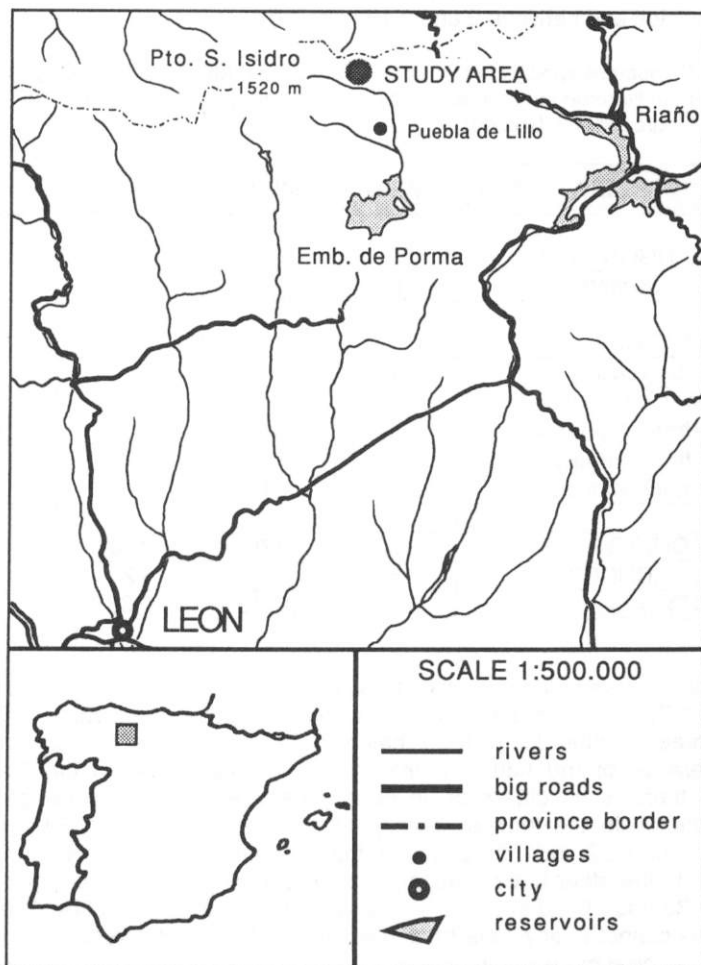 Pto. S. Isidro
1520 m
STUDY AREA
Riaño
Puebla de Lillo
Emb. de Porma
LEON
SCALE 1:500.000
rivers
big roads
province border
villages
city
reservoirs